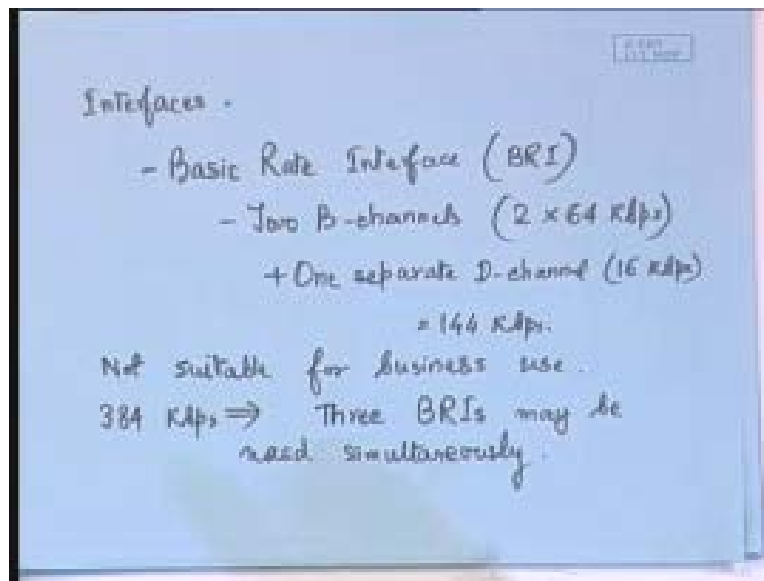 Interfaces.
- Basic Rate Interface (BRI)
- Two B-channels (2 x 64 Kbps)
+ One separate D-channel (16 Kbps)
= 144 Kbps.
Not suitable for business use.
384 Kbps ⇒ Three BRIs may be
used simultaneously.